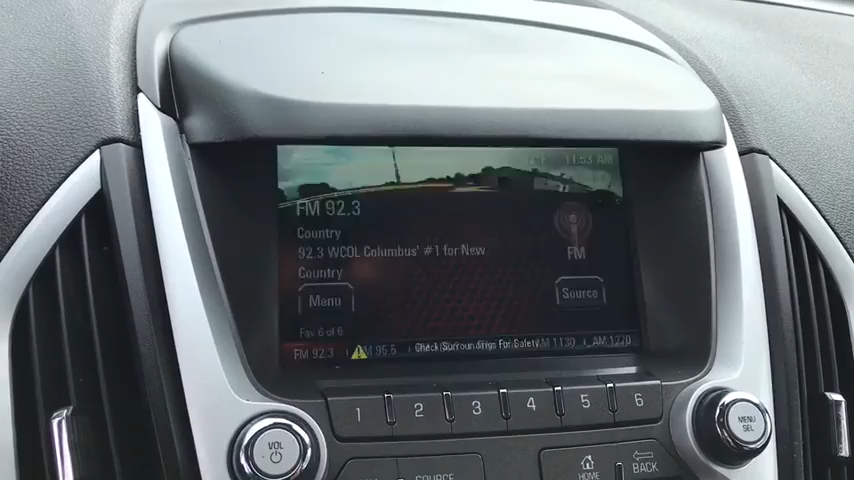 11:53 AM
FM 92.3
Country
92.3 WCOL Columbus' #1 for New
Country
FM
Menu
Source
Fav 6 of 6
FM 92.3
FM 95.5
Check Surroundings For Safety
AM 1130
AM 1270
1 2 3 4 5 6
VOL
MENU
SEL
SOURCE
HOME
BACK